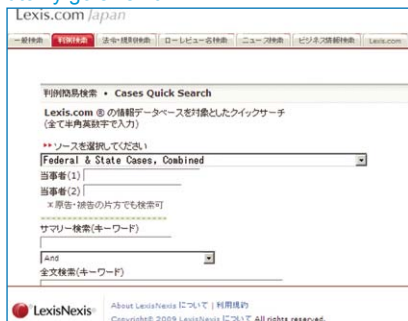 Lexis.com Japan
一般検索 判例検索 法令・規則検索 ローレビュー名検索 ニュース検索 ビジネス情報検索 Lexis.com
判例簡易検索 • Cases Quick Search
Lexis.com ® の情報データベースを対象としたクイックサーチ
(全て半角英数字で入力)
** ソースを選択してください
Federal & State Cases, Combined
当事者(1)
当事者(2)
x 原告・被告の片方でも検索可
サマリー検索(キーワード)
And
全文検索(キーワード)
LexisNexis®
About LexisNexis について | 利用規約
Copyright© 2009 LexisNexis について All rights reserved.